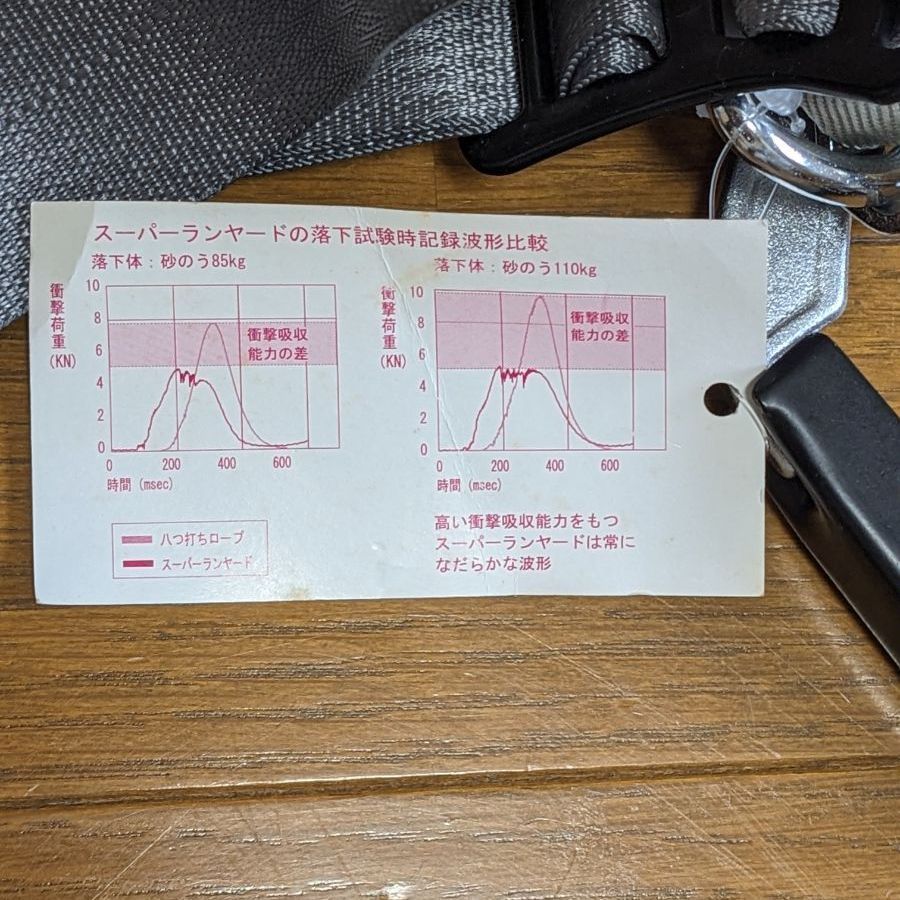 スーパーランヤードの落下試験時記録波形比較
落下体：砂のう85kg
衝撃荷重(KN)
10
8
6
4
2
0
衝撃吸収
能力の差
0 200 400 600
時間 (msec)
落下体：砂のう110kg
衝撃荷重(KN)
10
8
6
4
2
0
衝撃吸収
能力の差
0 200 400 600
時間 (msec)
八つ打ちロープ
スーパーランヤード
高い衝撃吸収能力をもつ
スーパーランヤードは常に
なだらかな波形